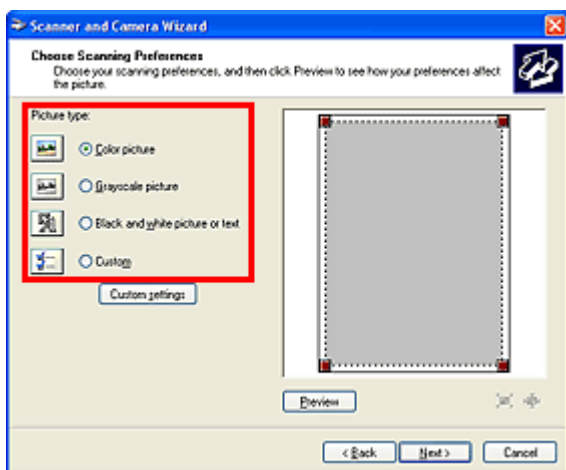 Scanner and Camera Wizard
Choose Scanning Preferences
Choose your scanning preferences, and then click Preview to see how your preferences affect
the picture.
Picture type:
Color picture
Grayscale picture
Black and white picture or text
Custom
Custom settings
Preview
< Back
Next >
Cancel